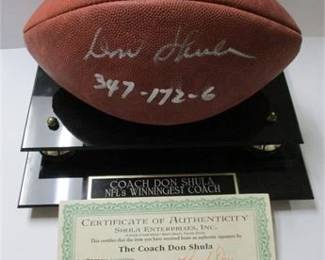 Don Shula
347-172-6
COACH DON SHULA
NFL's WINNINGEST COACH
CERTIFICATE OF AUTHENTICITY
SHULA ENTERPRISES, INC.
The Coach Don Shula